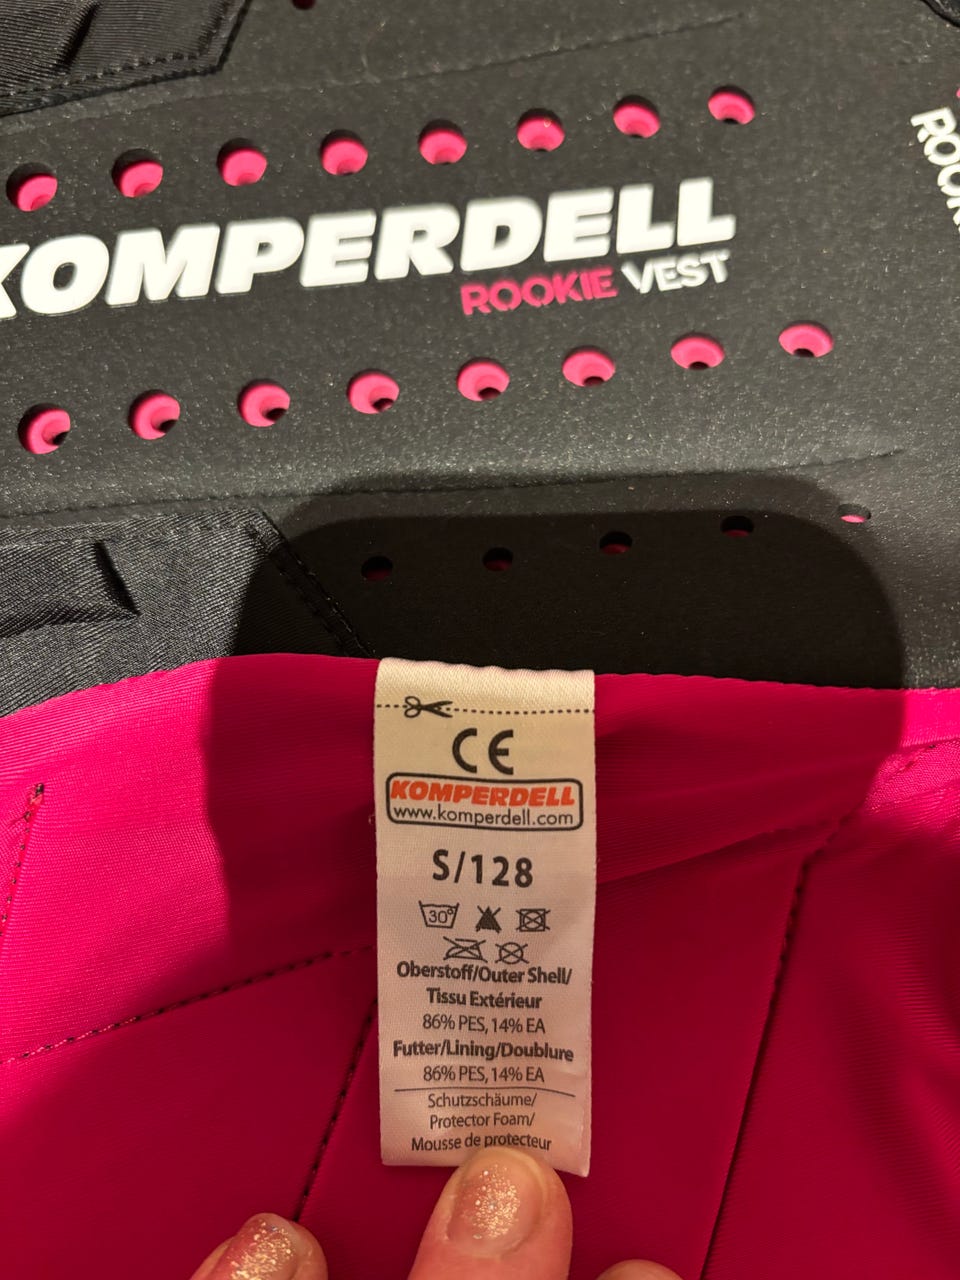 KOMPERDELL
ROOKIE VEST
CE
KOMPERDELL
www.komperdell.com
S/128
30°
Oberstoff/Outer Shell/
Tissu Extérieur
86% PES, 14% EA
Futter/Lining/Doublure
86% PES, 14% EA
Schutzschäume/
Protector Foam/
Mousse de protecteur